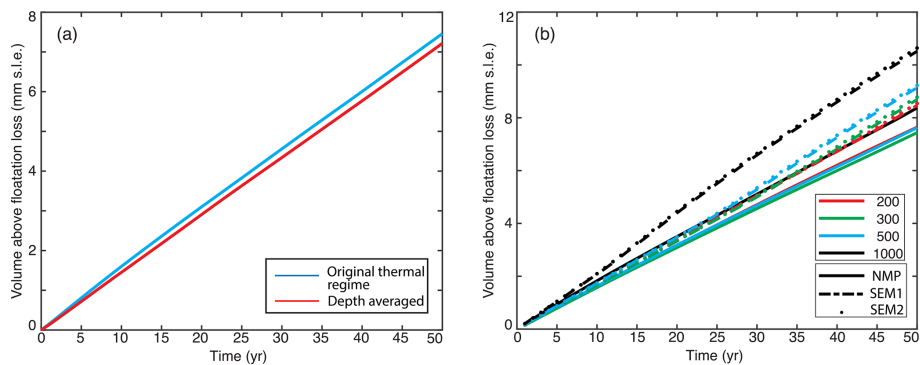 (a)
Volume above floatation loss (mm s.l.e.)
8
6
4
2
0
0 5 10 15 20 25 30 35 40 45 50
Time (yr)
Original thermal
regime
Depth averaged
(b)
Volume above floatation loss (mm s.l.e.)
12
8
4
0
0 5 10 15 20 25 30 35 40 45 50
Time (yr)
200
300
500
1000
NMP
SEM1
SEM2